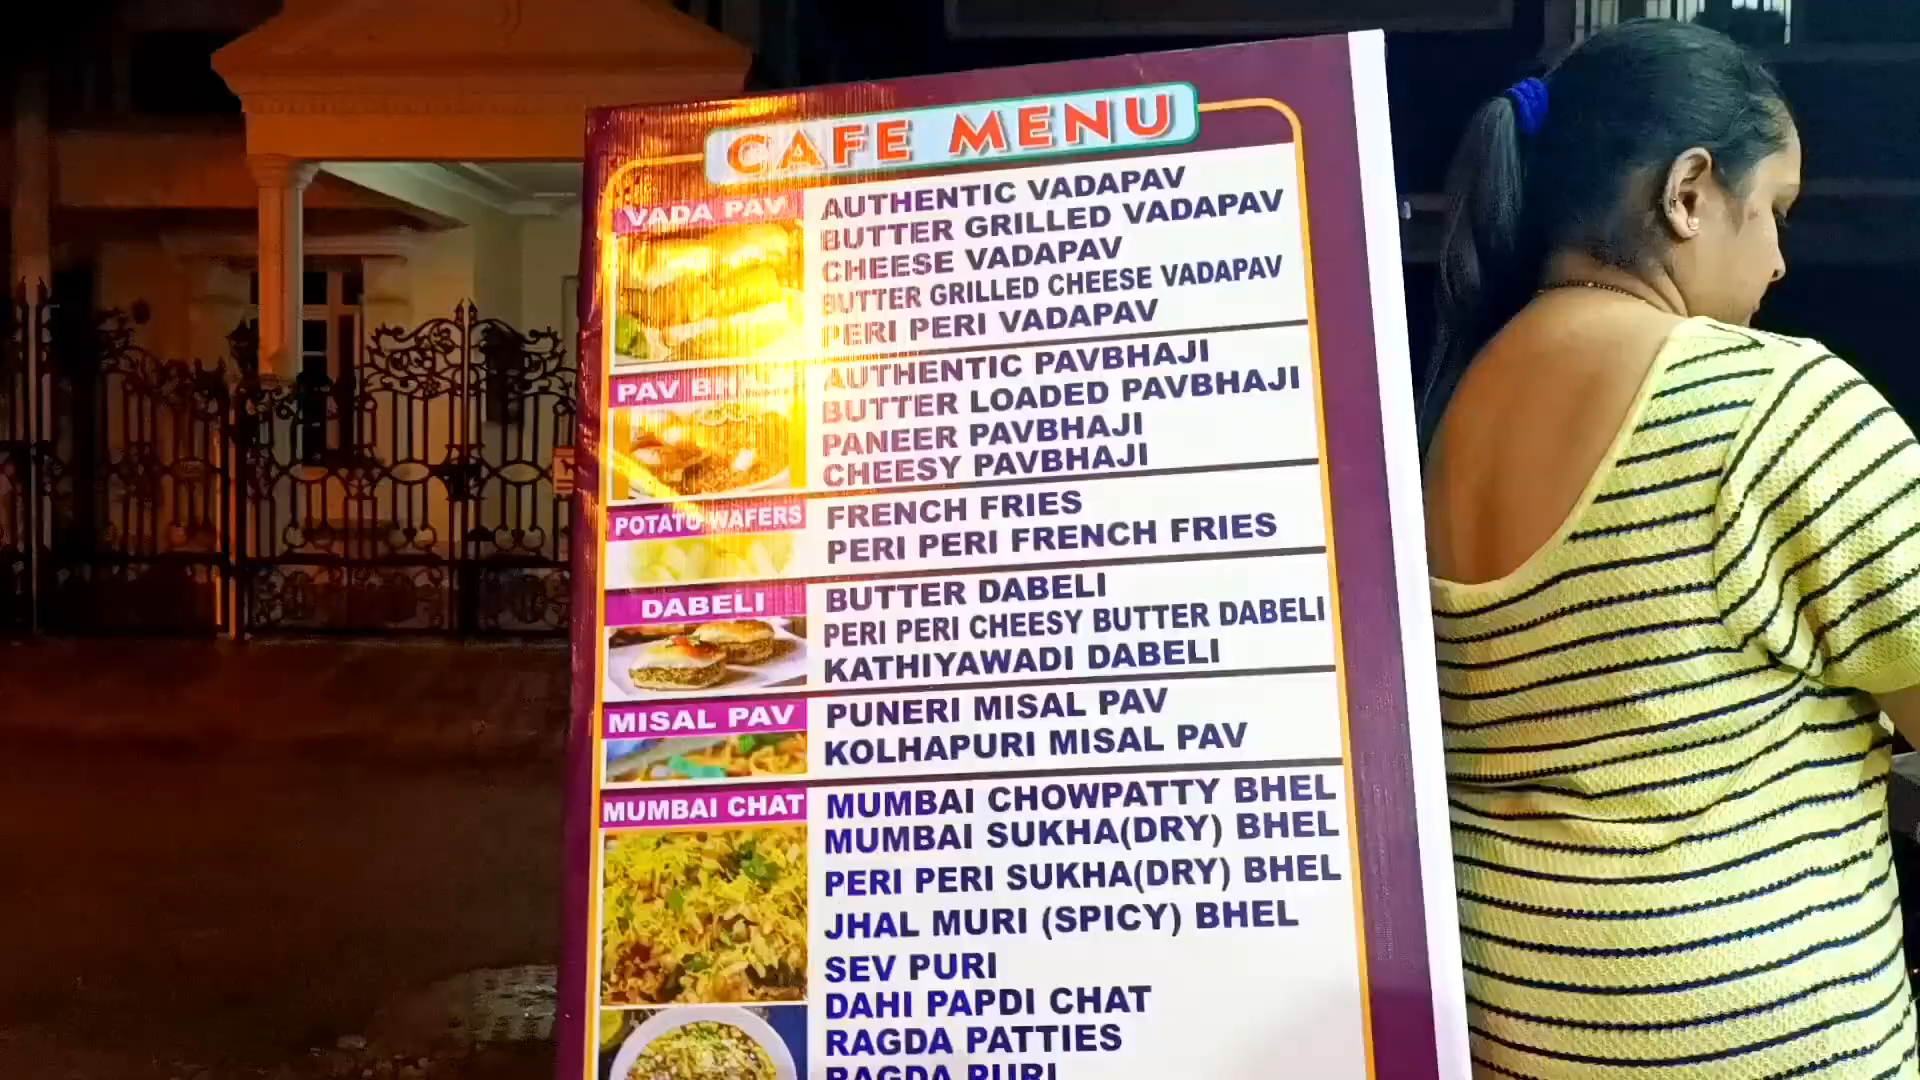 CAFE MENU
VADA PAV
AUTHENTIC VADAPAV
BUTTER GRILLED VADAPAV
CHEESE VADAPAV
BUTTER GRILLED CHEESE VADAPAV
PERI PERI VADAPAV
PAV BHAJI
AUTHENTIC PAVBHAJI
BUTTER LOADED PAVBHAJI
PANEER PAVBHAJI
CHEESY PAVBHAJI
POTATO WAFERS
FRENCH FRIES
PERI PERI FRENCH FRIES
DABELI
BUTTER DABELI
PERI PERI CHEESY BUTTER DABELI
KATHIYAWADI DABELI
MISAL PAV
PUNERI MISAL PAV
KOLHAPURI MISAL PAV
MUMBAI CHAT
MUMBAI CHOWPATTY BHEL
MUMBAI SUKHA(DRY) BHEL
PERI PERI SUKHA(DRY) BHEL
JHAL MURI (SPICY) BHEL
SEV PURI
DAHI PAPDI CHAT
RAGDA PATTIES
RAGDA PURI